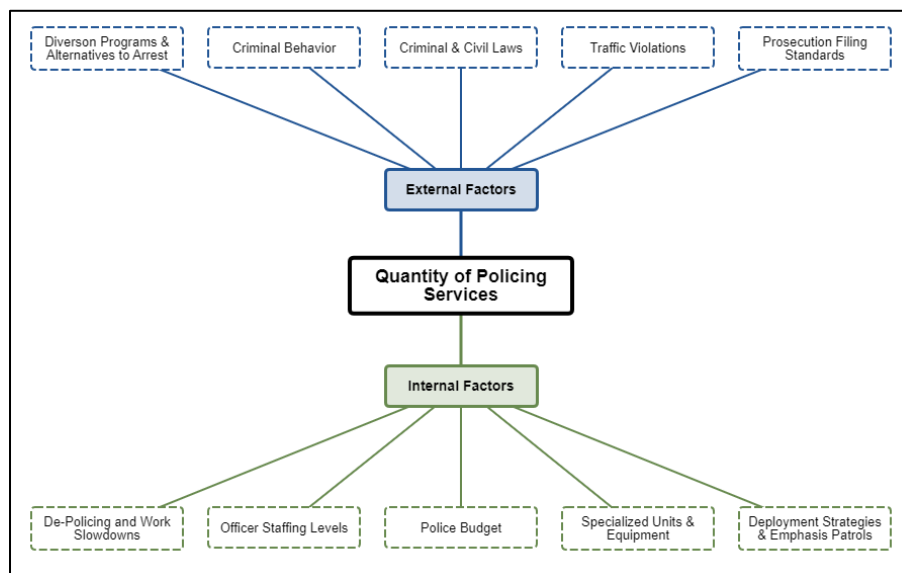 Diverson Programs &
Alternatives to Arrest
Criminal Behavior
Criminal & Civil Laws
Traffic Violations
Prosecution Filing
Standards
External Factors
Quantity of Policing
Services
Internal Factors
De-Policing and Work
Slowdowns
Officer Staffing Levels
Police Budget
Specialized Units &
Equipment
Deployment Strategies
& Emphasis Patrols